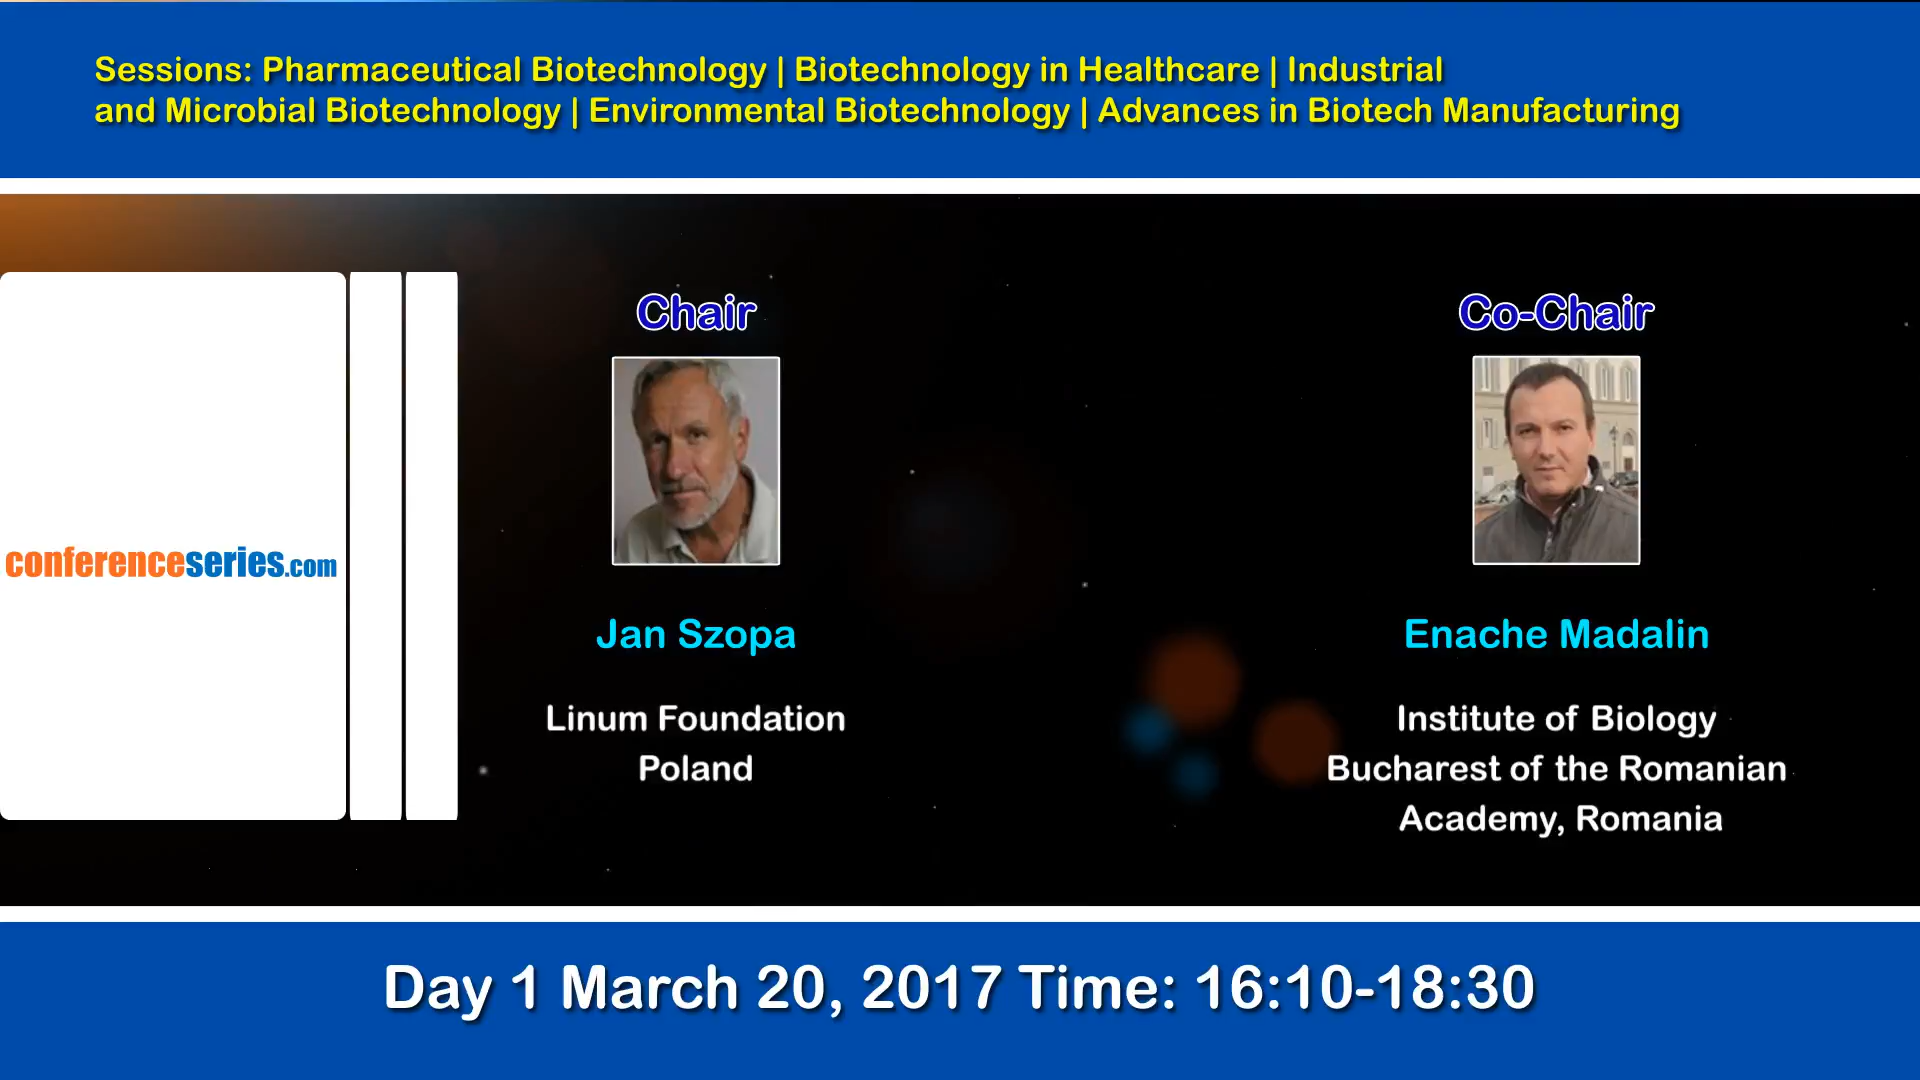 Sessions: Pharmaceutical Biotechnology | Biotechnology in Healthcare | Industrial
and Microbial Biotechnology | Environmental Biotechnology | Advances in Biotech Manufacturing
Chair
Co-Chair
conferenceseries.com
Jan Szopa
Linum Foundation
Poland
Enache Madalin
Institute of Biology
Bucharest of the Romanian
Academy, Romania
Day 1 March 20, 2017 Time: 16:10-18:30